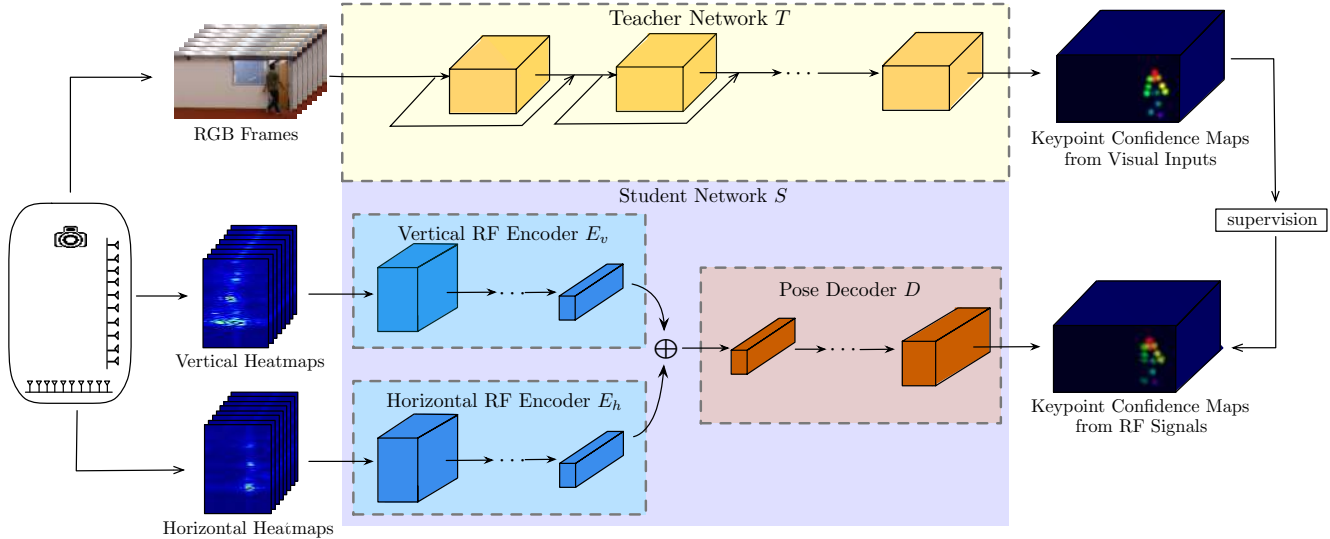 Teacher Network T
RGB Frames
Keypoint Confidence Maps
from Visual Inputs
Student Network S
supervision
Vertical RF Encoder E_v
Vertical Heatmaps
Pose Decoder D
Horizontal RF Encoder E_h
Keypoint Confidence Maps
from RF Signals
Horizontal Heatmaps